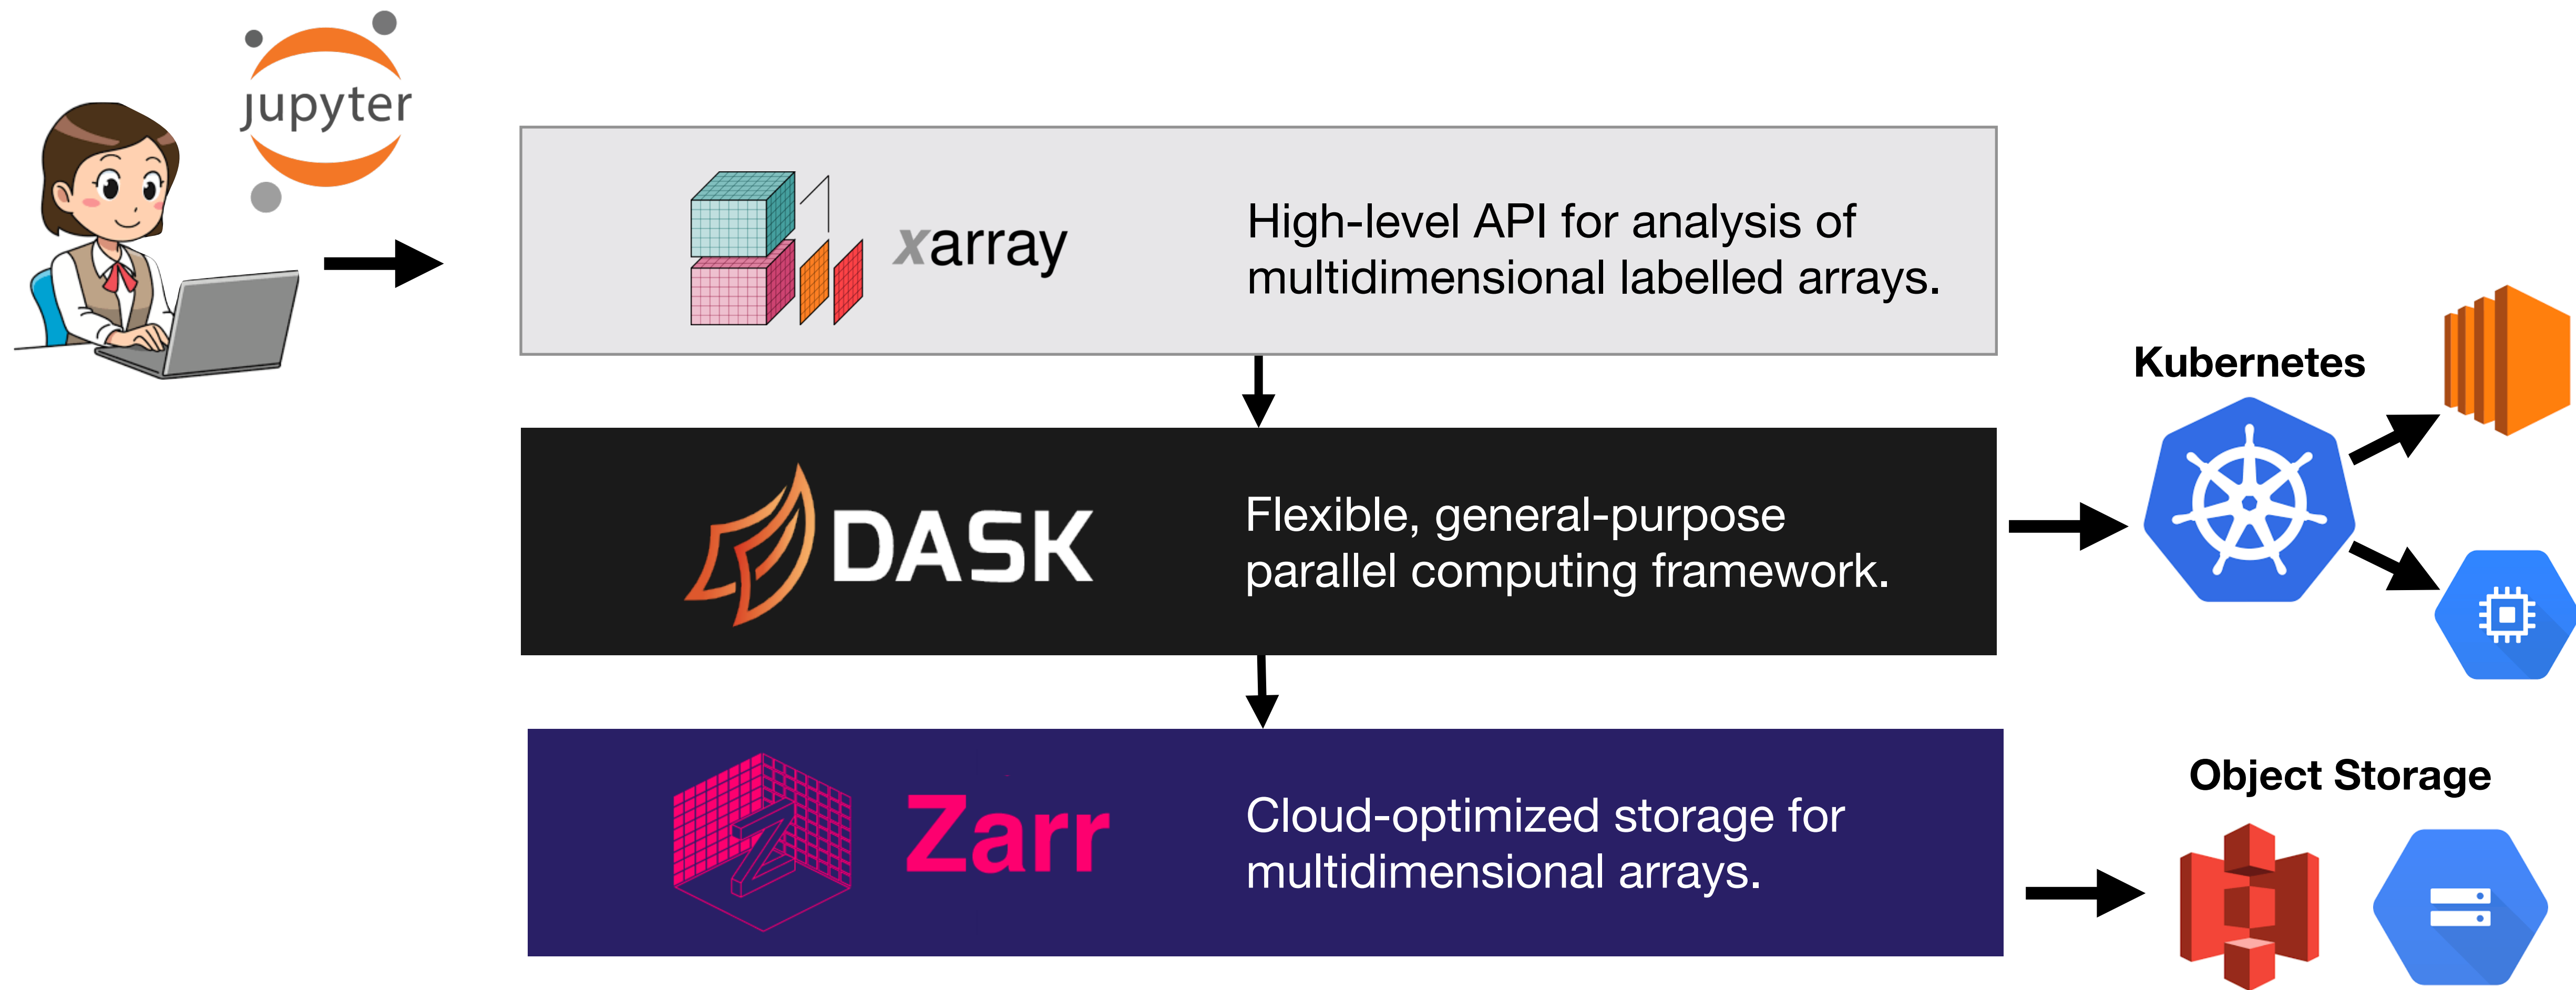 jupyter
xarray
High-level API for analysis of
multidimensional labelled arrays.
Kubernetes
DASK
Flexible, general-purpose
parallel computing framework.
Object Storage
Z
Zarr
Cloud-optimized storage for
multidimensional arrays.